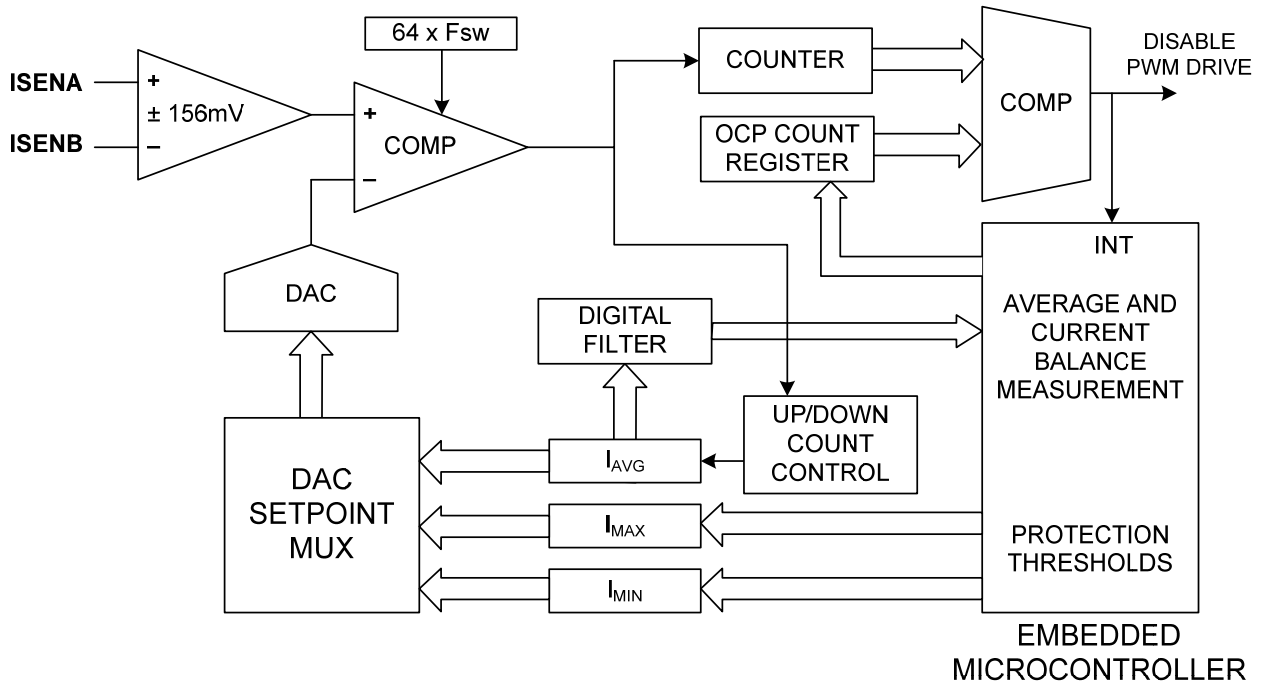 64 x Fsw
ISENA
+
± 156mV
ISENB
−
+
COMP
−
COUNTER
OCP COUNT
REGISTER
COMP
DISABLE
PWM DRIVE
INT
AVERAGE AND
CURRENT
BALANCE
MEASUREMENT
PROTECTION
THRESHOLDS
EMBEDDED
MICROCONTROLLER
DAC
DIGITAL
FILTER
UP/DOWN
COUNT
CONTROL
DAC
SETPOINT
MUX
IAVG
IMAX
IMIN